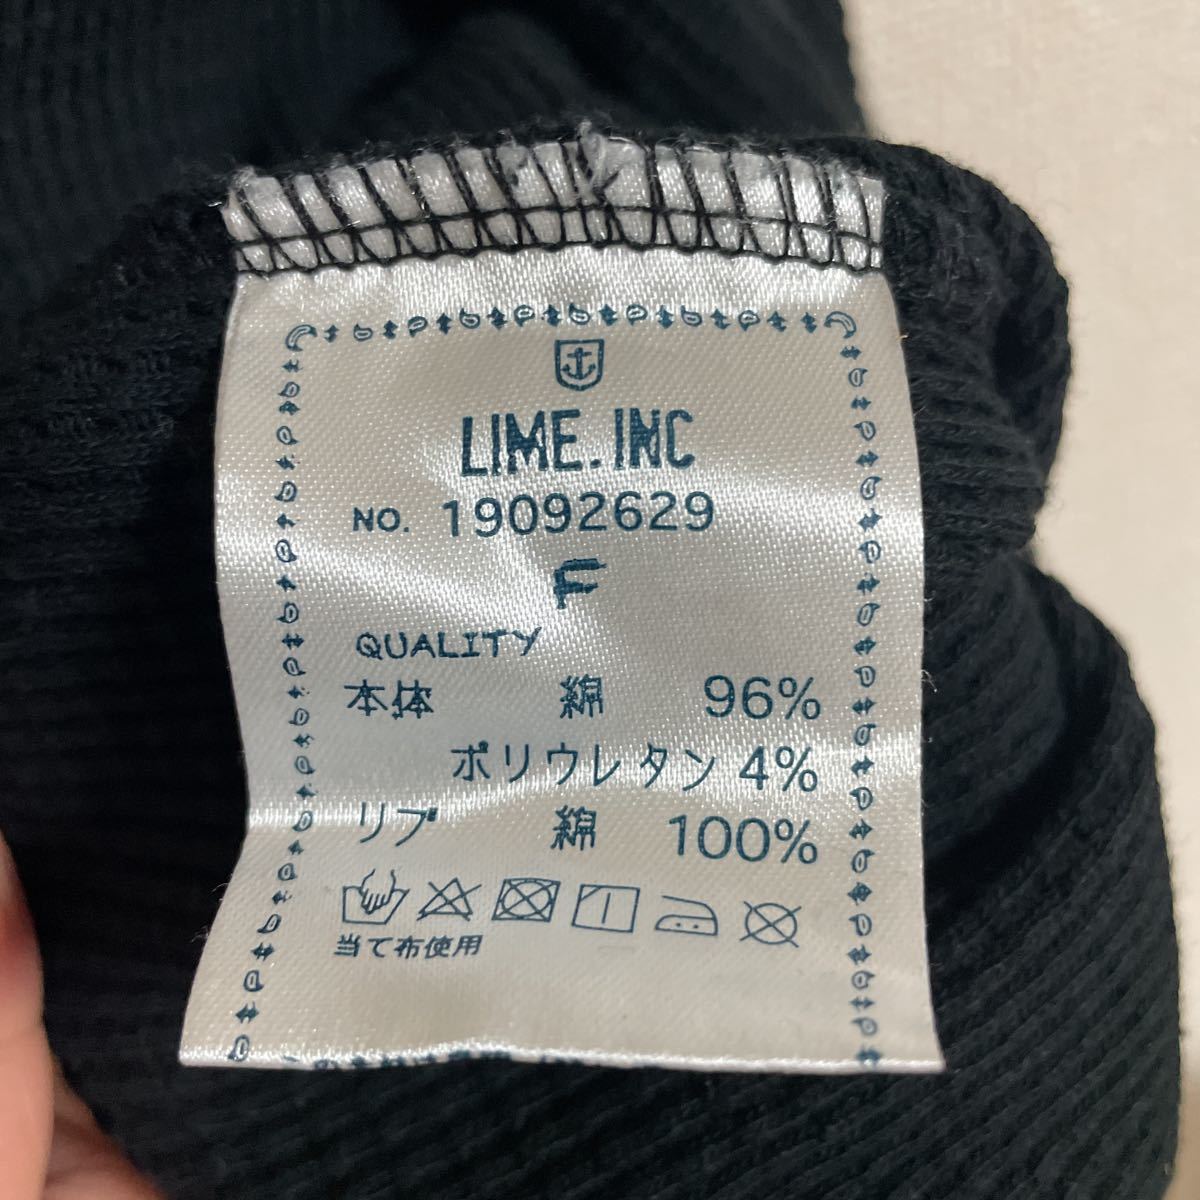 LIME.INC
NO. 19092629
F
QUALITY
本体 綿 96%
ポリウレタン 4%
リブ 綿 100%
当て布使用